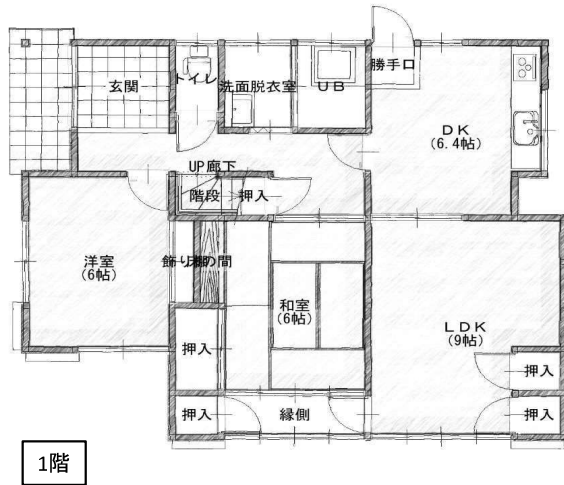 玄関
トイレ
洗面脱衣室
UB
勝手口
DK
(6.4帖)
UP廊下
階段
押入
洋室
(6帖)
飾り
の間
和室
(6帖)
LDK
(9帖)
押入
押入
押入
縁側
押入
1階